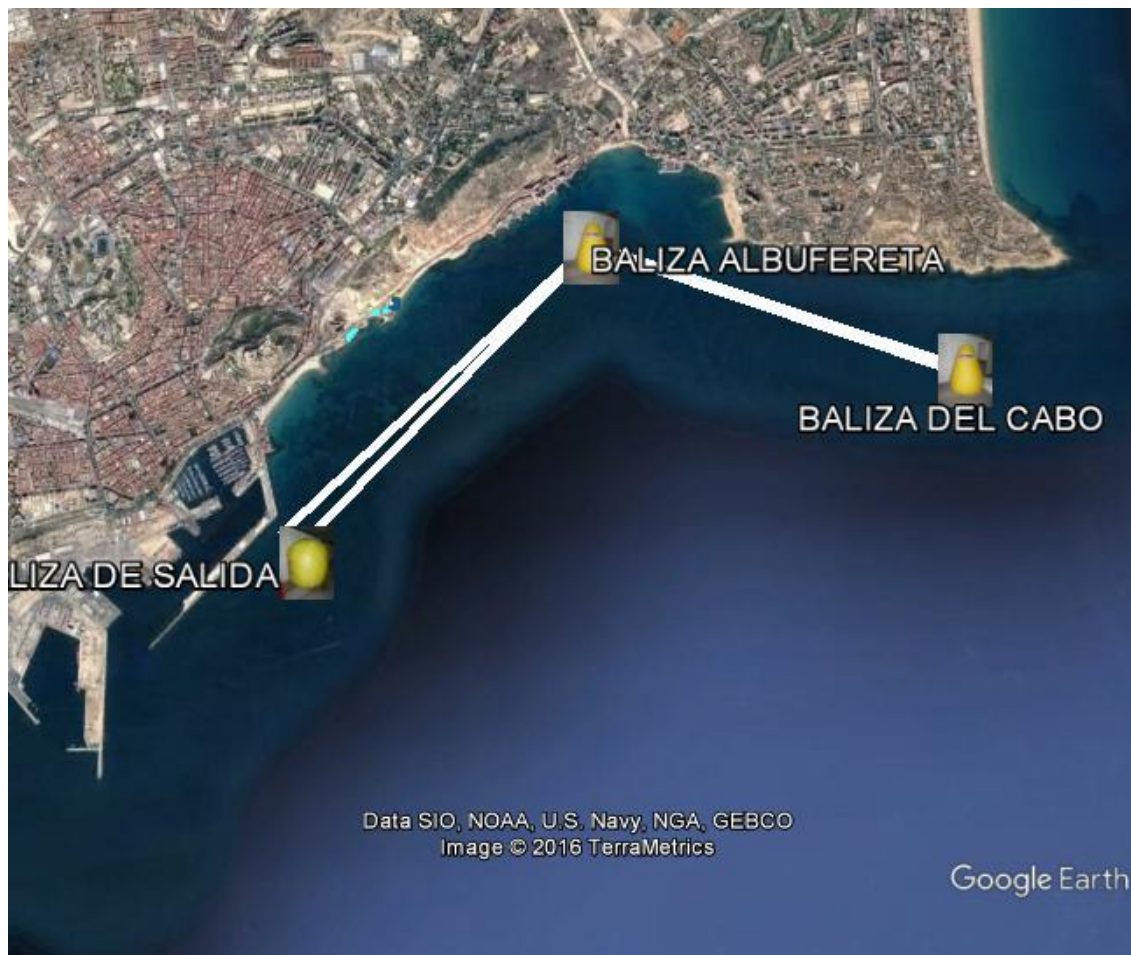 BALIZA ALBUFERETA
BALIZA DEL CABO
LIZA DE SALIDA
Data SIO, NOAA, U.S. Navy, NGA, GEBCO
Image © 2016 TerraMetrics
Google Earth